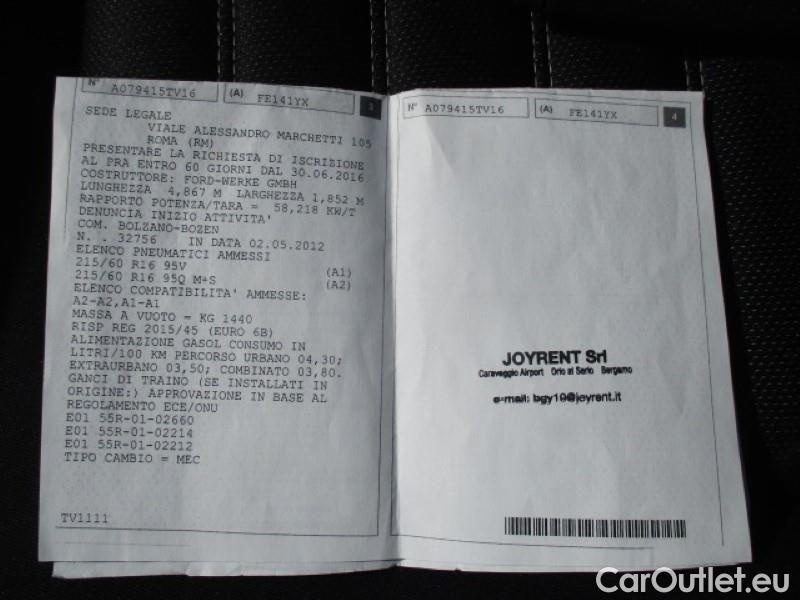 N° A079415TV16 (A) FE141YX 3
SEDE LEGALE
VIALE ALESSANDRO MARCHETTI 105
ROMA (RM)
PRESENTARE LA RICHIESTA DI ISCRIZIONE
AL PRA ENTRO 60 GIORNI DAL 30.06.2016
COSTRUTTORE: FORD-WERKE GMBH
LUNGHEZZA 4,867 M LARGHEZZA 1,852 M
RAPPORTO POTENZA/TARA = 58,218 KW/T
DENUNCIA INIZIO ATTIVITA'
COM. BOLZANO-BOZEN
N. . 32756 IN DATA 02.05.2012
ELENCO PNEUMATICI AMMESSI
215/60 R16 95V (A1)
215/60 R16 95Q M+S (A2)
ELENCO COMPATIBILITA' AMMESSE:
A2-A2,A1-A1
MASSA A VUOTO = KG 1440
RISP REG 2015/45 (EURO 6B)
ALIMENTAZIONE GASOL CONSUMO IN
LITRI/100 KM PERCORSO URBANO 04,30;
EXTRAURBANO 03,50; COMBINATO 03,80.
GANCI DI TRAINO (SE INSTALLATI IN
ORIGINE:) APPROVAZIONE IN BASE AL
REGOLAMENTO ECE/ONU
E01 55R-01-02660
E01 55R-01-02214
E01 55R-01-02212
TIPO CAMBIO = MEC
TV1111
N° A079415TV16 (A) FE141YX 4
JOYRENT Srl
Caravaggio Airport Orio al Serio Bergamo
e-mail: bgy10@joyrent.it
CarOutlet.eu